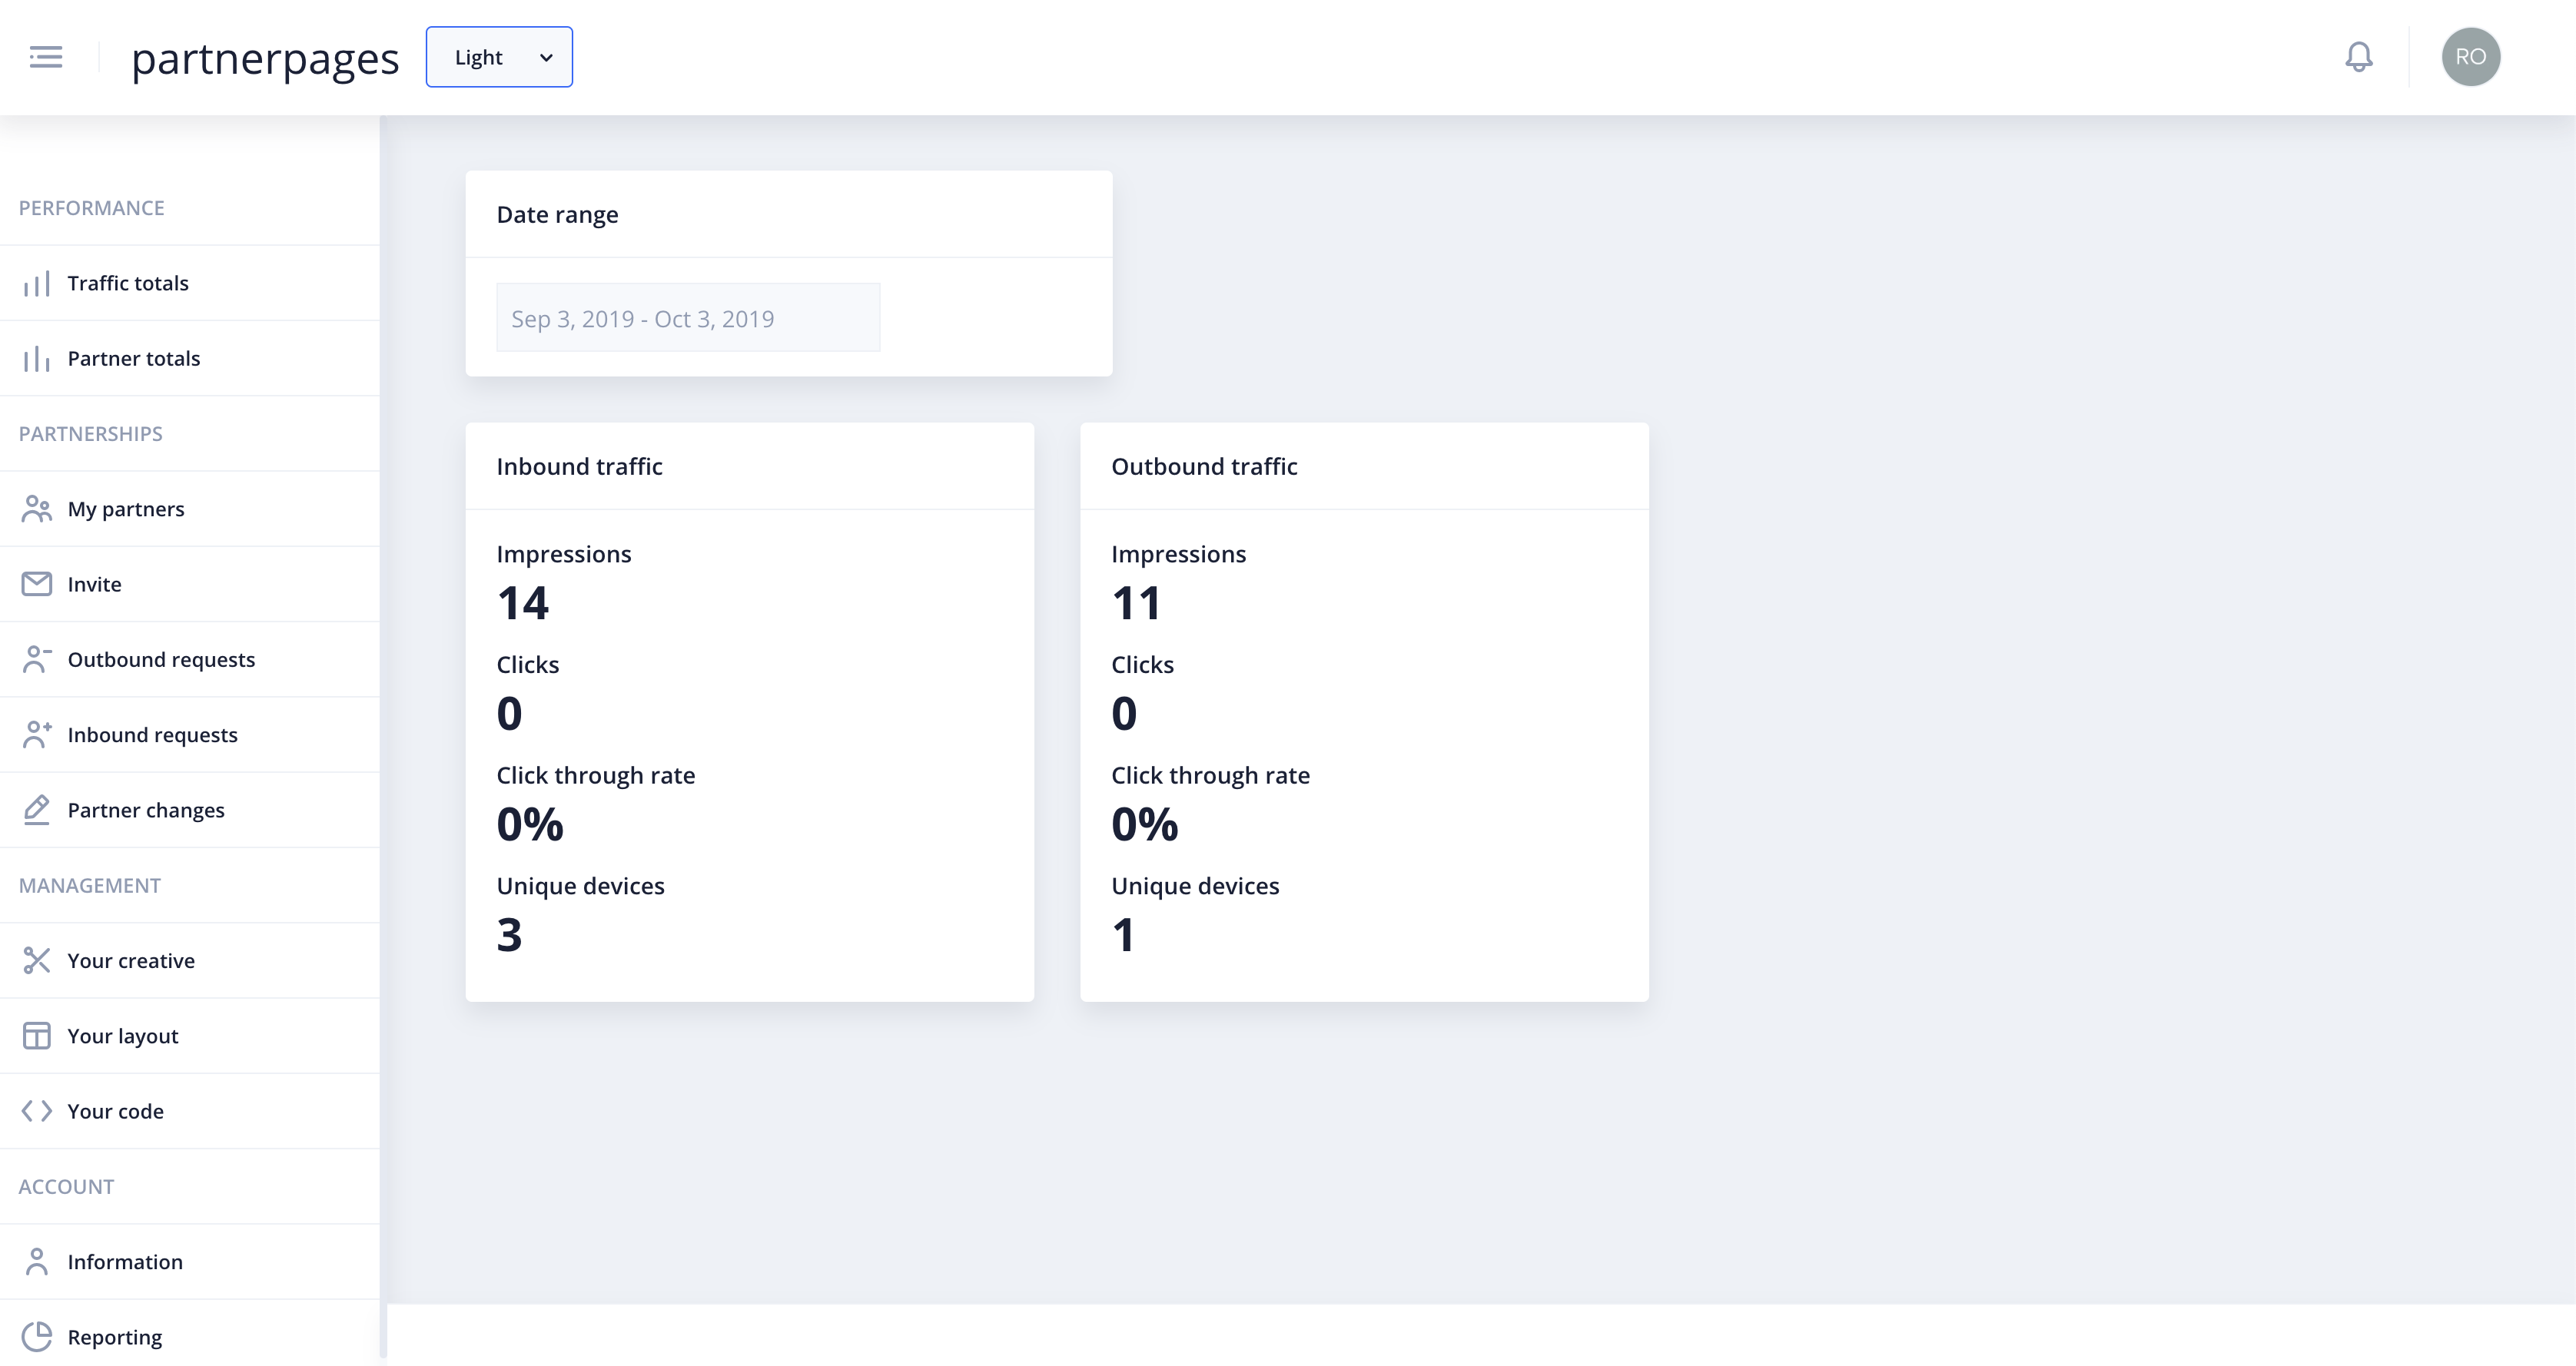 partnerpages
Light
RO
PERFORMANCE
Traffic totals
Partner totals
PARTNERSHIPS
My partners
Invite
Outbound requests
Inbound requests
Partner changes
MANAGEMENT
Your creative
Your layout
Your code
ACCOUNT
Information
Reporting
Date range
Sep 3, 2019 - Oct 3, 2019
Inbound traffic
Impressions
14
Clicks
0
Click through rate
0%
Unique devices
3
Outbound traffic
Impressions
11
Clicks
0
Click through rate
0%
Unique devices
1